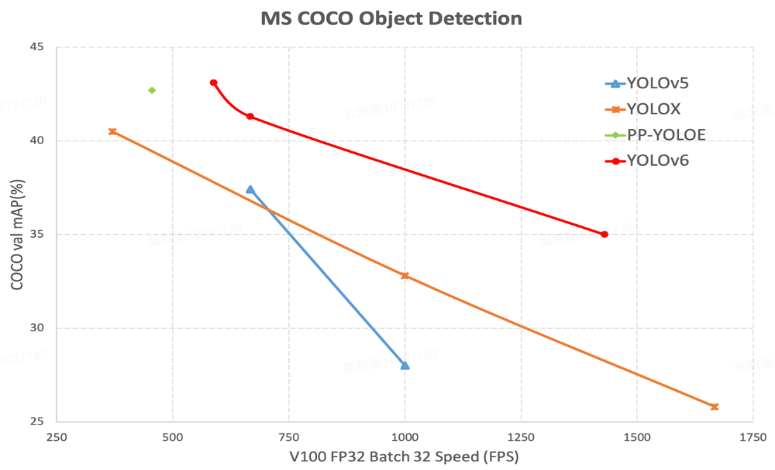 MS COCO Object Detection
45
40
35
30
25
COCO val mAP(%)
YOLOv5
YOLOX
PP-YOLOE
YOLOv6
250 500 750 1000 1250 1500 1750
V100 FP32 Batch 32 Speed (FPS)